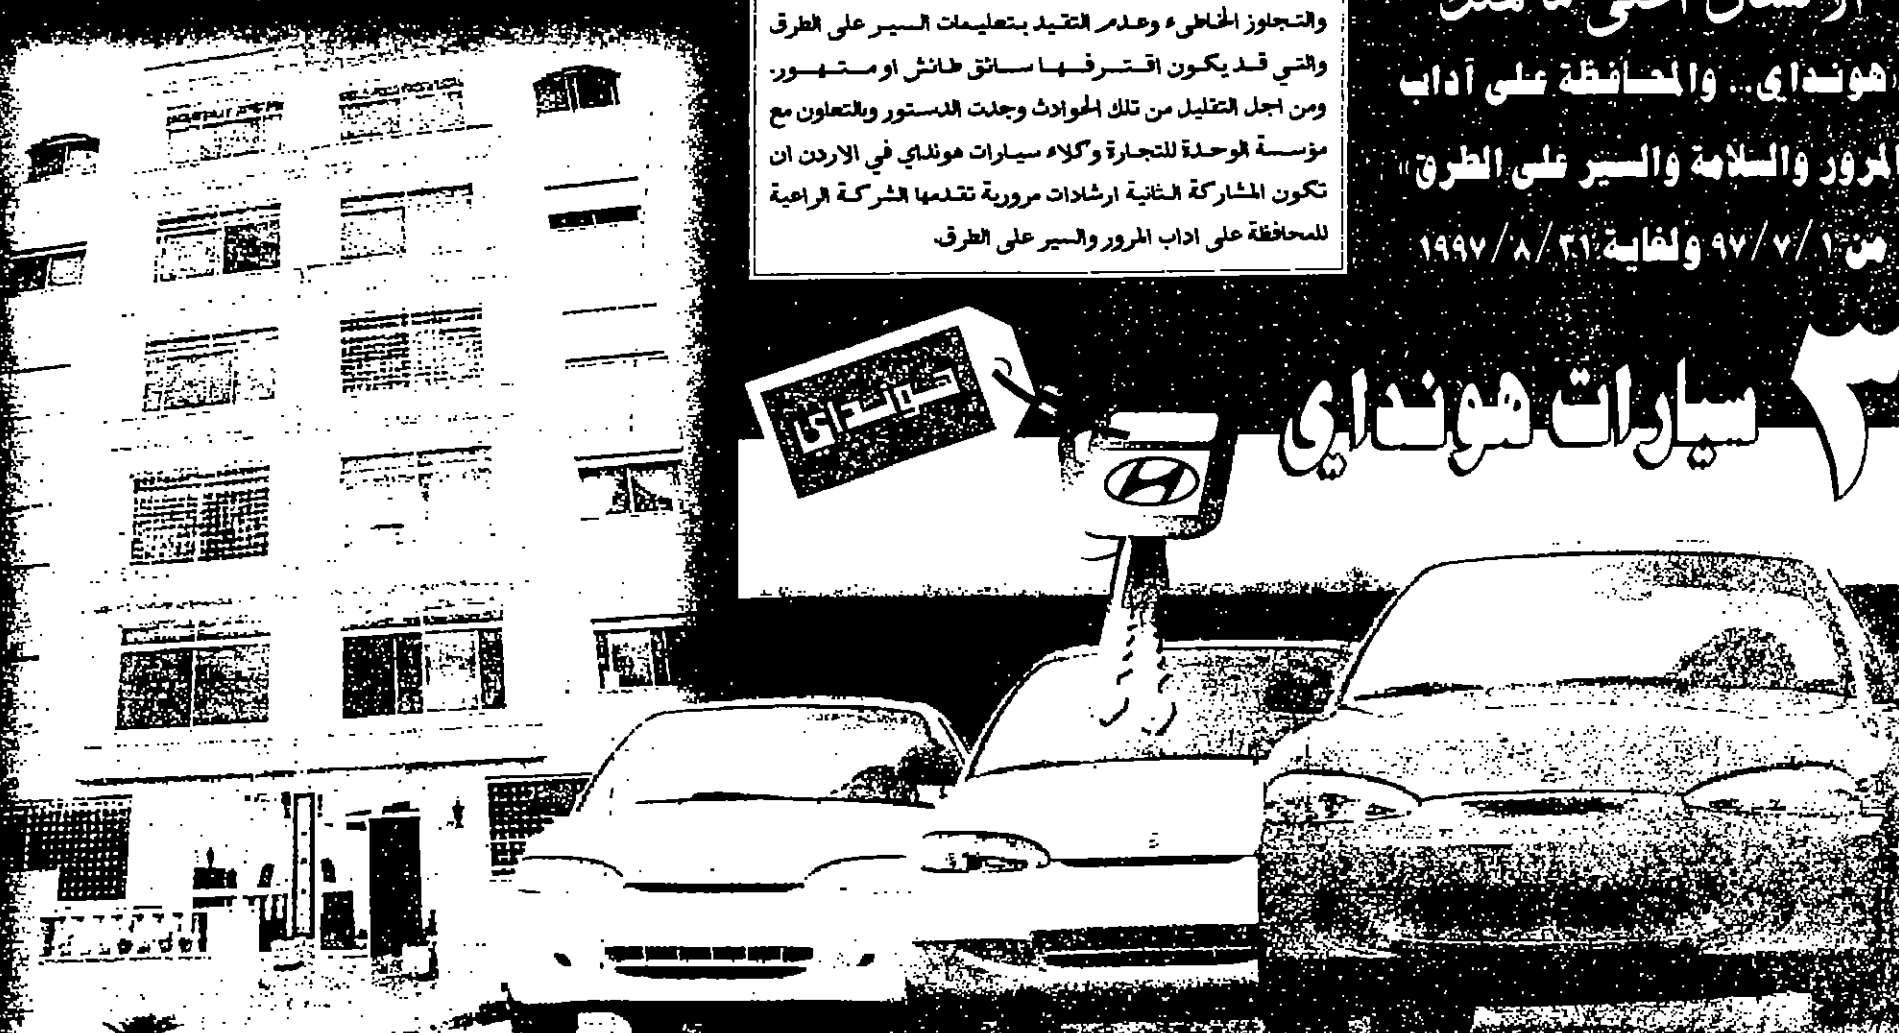 والتجاوز الخاطىء وعدم التقيد بتعليمات السير على الطرق
والتي قد يكون اقترفها سائق طائش او متهور.
ومن اجل التقليل من تلك الحوادث وجدت الدستور وبالتعاون مع
مؤسسة الوحدة للتجارة وكلاء سيارات هونداي في الاردن ان
تكون المشاركة الثانية ارشادات مرورية تقدمها الشركة الراعية
للمحافظة على اداب المرور والسير على الطرق.
هونداي.. والمحافظة على آداب
المرور والسلامة والسير على الطرق»
من ٩٧/٧/١ ولغاية ١٩٩٧/٨/٣١
٣ سيارات هونداي
هونداي